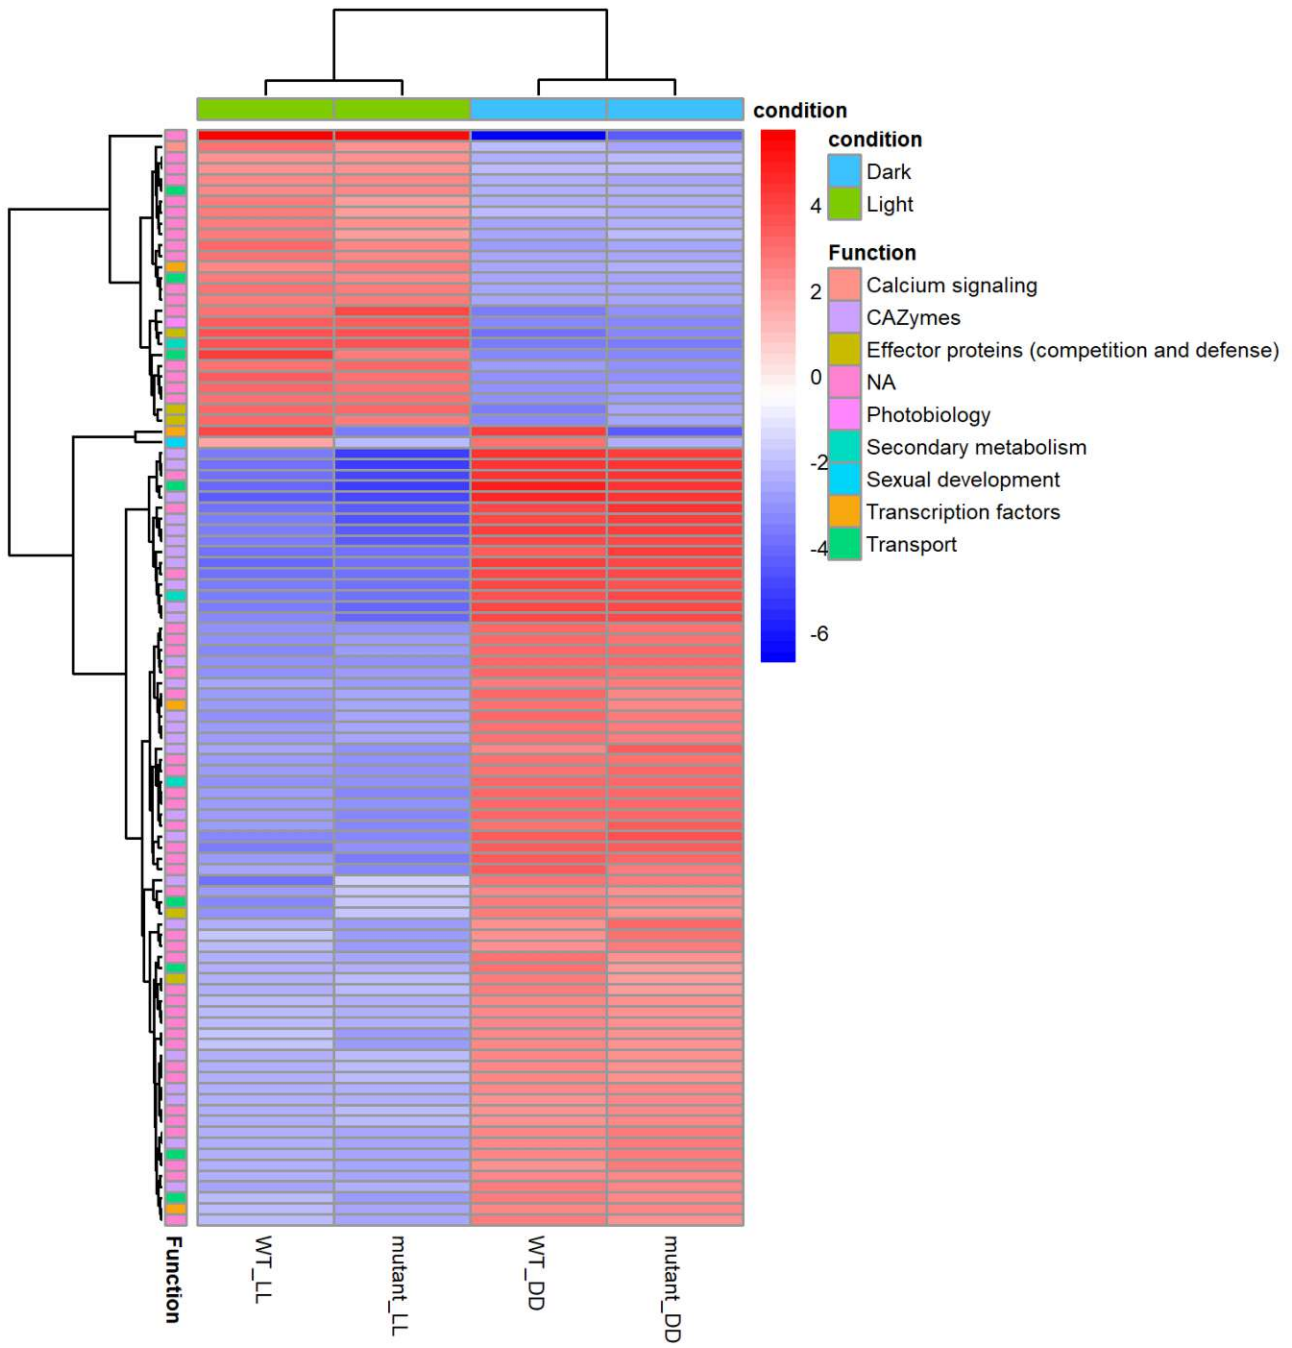 condition
4
2
0
-2
-4
-6
condition
Dark
Light
Function
Calcium signaling
CAZymes
Effector proteins (competition and defense)
NA
Photobiology
Secondary metabolism
Sexual development
Transcription factors
Transport
Function
WT_LL
mutant_LL
WT_DD
mutant_DD